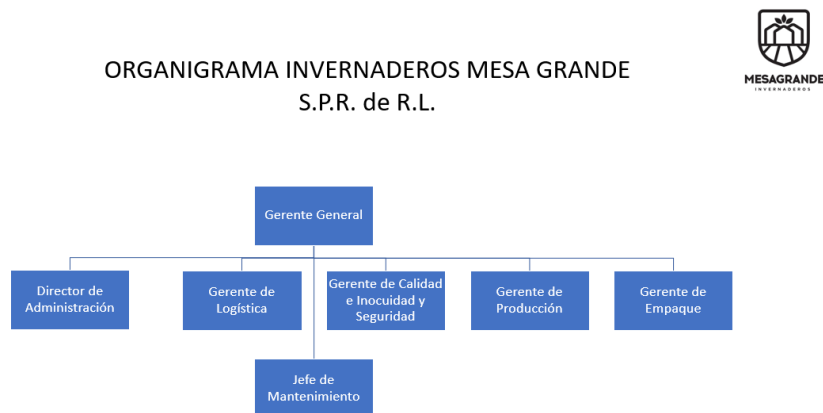 ORGANIGRAMA INVERNADEROS MESA GRANDE
S.P.R. de R.L.
MESAGRANDE
INVERNADEROS
Gerente General
Director de
Administración
Gerente de
Logística
Gerente de Calidad
e Inocuidad y
Seguridad
Gerente de
Producción
Gerente de
Empaque
Jefe de
Mantenimiento